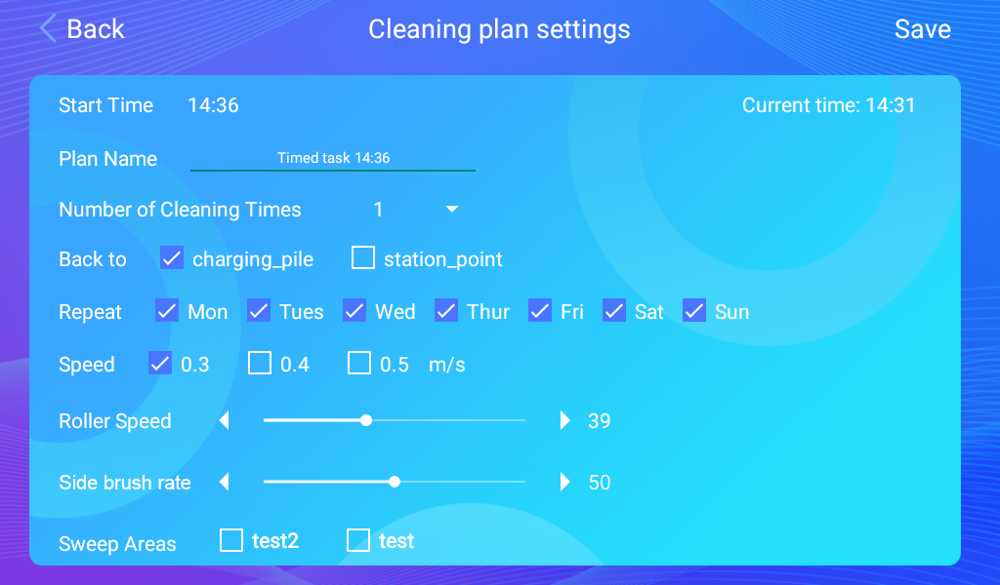 Back Cleaning plan settings Save
Start Time 14:36 Current time: 14:31
Plan Name Timed task 14:36
Number of Cleaning Times 1
Back to charging_pile station_point
Repeat Mon Tues Wed Thur Fri Sat Sun
Speed 0.3 0.4 0.5 m/s
Roller Speed 39
Side brush rate 50
Sweep Areas test2 test